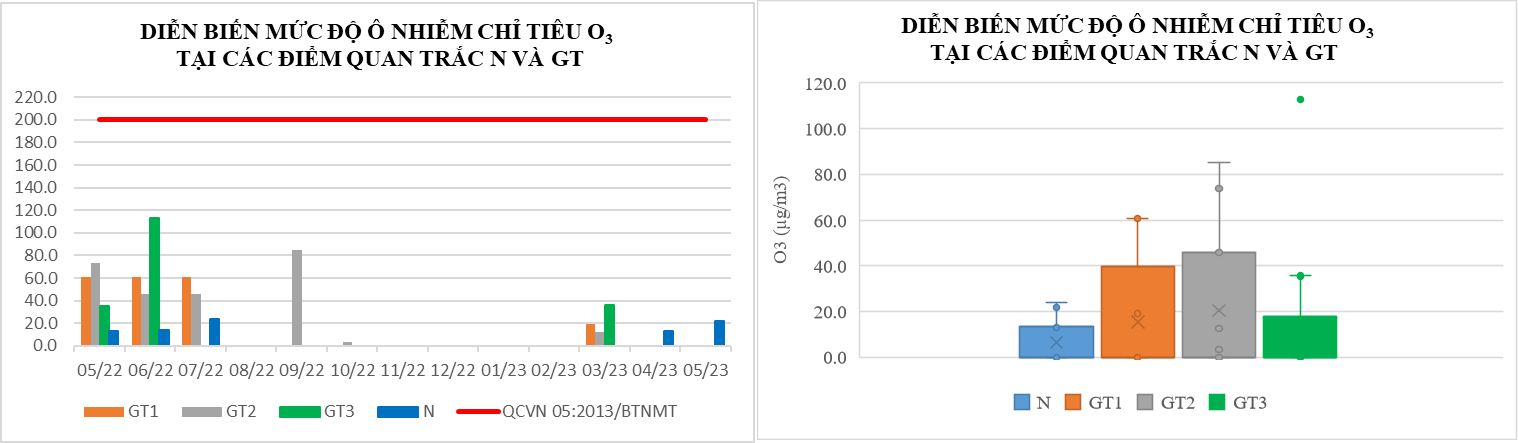 DIỄN BIẾN MỨC ĐỘ Ô NHIỄM CHỈ TIÊU O3
TẠI CÁC ĐIỂM QUAN TRẮC N VÀ GT
220.0
200.0
180.0
160.0
140.0
120.0
100.0
80.0
60.0
40.0
20.0
0.0
05/22 06/22 07/22 08/22 09/22 10/22 11/22 12/22 01/23 02/23 03/23 04/23 05/23
GT1 GT2 GT3 N QCVN 05:2013/BTNMT
DIỄN BIẾN MỨC ĐỘ Ô NHIỄM CHỈ TIÊU O3
TẠI CÁC ĐIỂM QUAN TRẮC N VÀ GT
120.0
100.0
80.0
60.0
40.0
20.0
0.0
O3 (µg/m3)
N GT1 GT2 GT3